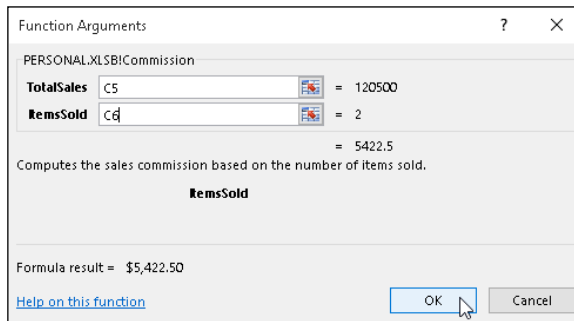 Function Arguments ? ×
PERSONAL.XLSB!Commission
TotalSales C5 = 120500
ItemsSold C6 = 2
= 5422.5
Computes the sales commission based on the number of items sold.
ItemsSold
Formula result = $5,422.50
Help on this function OK Cancel